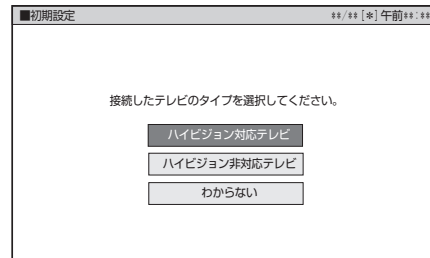 ■初期設定
**/**[*]午前**:**
接続したテレビのタイプを選択してください。
ハイビジョン対応テレビ
ハイビジョン非対応テレビ
わからない